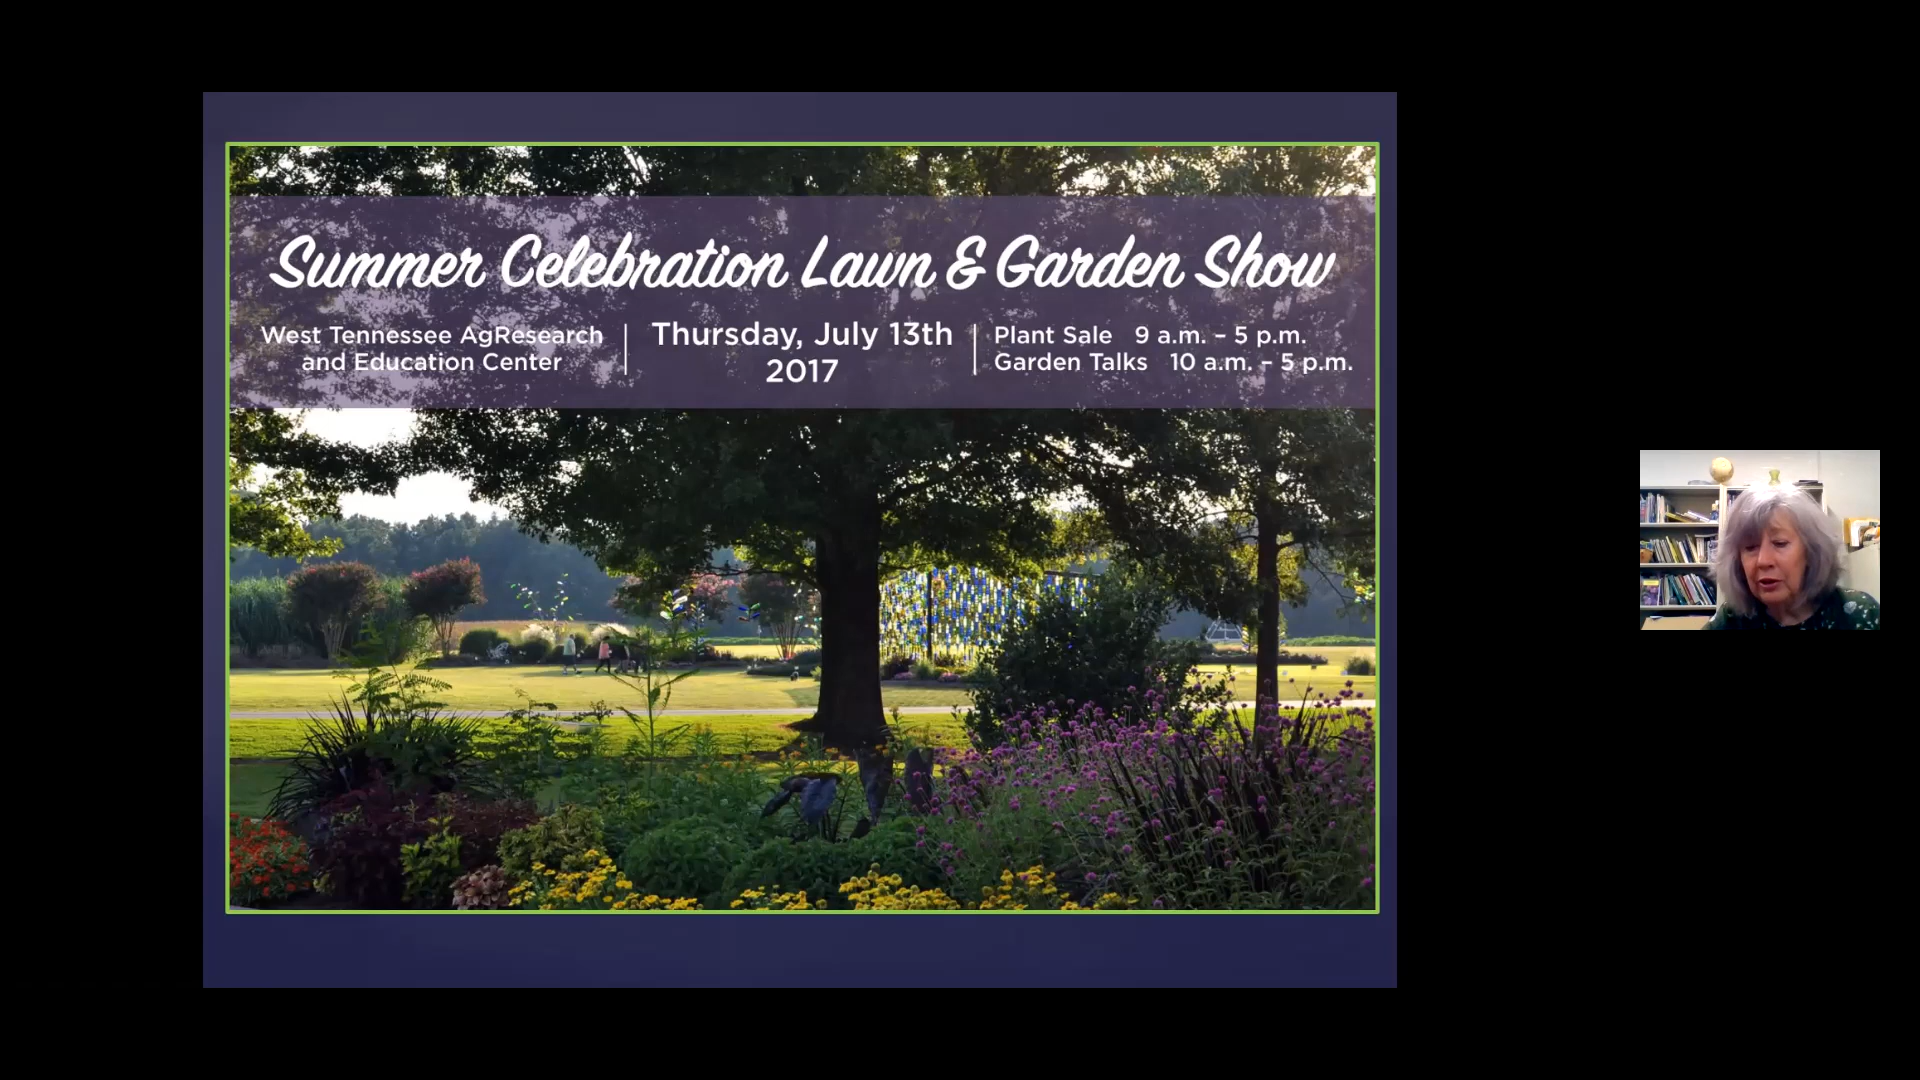 Summer Celebration Lawn & Garden Show
West Tennessee AgResearch
and Education Center
Thursday, July 13th
2017
Plant Sale 9 a.m. – 5 p.m.
Garden Talks 10 a.m. – 5 p.m.